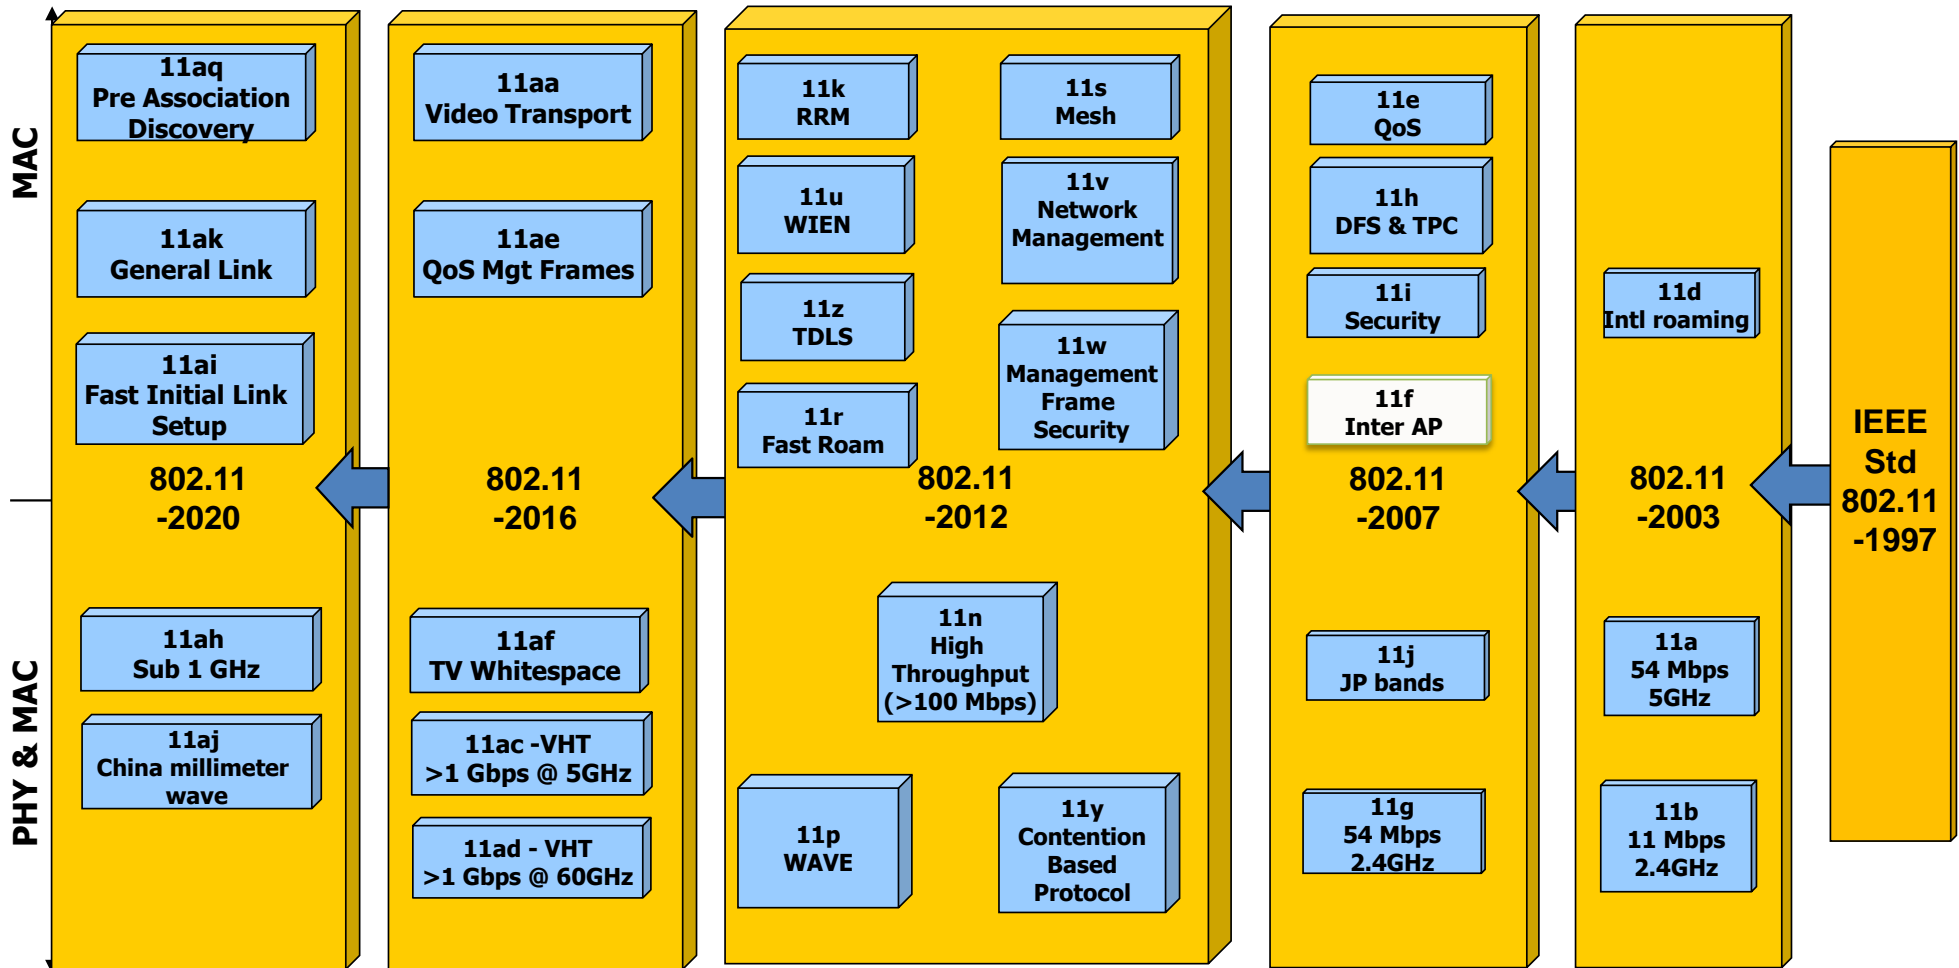 MAC
PHY & MAC
11aq
Pre Association
Discovery
11ak
General Link
11ai
Fast Initial Link
Setup
802.11
-2020
11ah
Sub 1 GHz
11aj
China millimeter
wave
11aa
Video Transport
11ae
QoS Mgt Frames
802.11
-2016
11af
TV Whitespace
11ac -VHT
>1 Gbps @ 5GHz
11ad - VHT
>1 Gbps @ 60GHz
11k
RRM
11s
Mesh
11u
WIEN
11v
Network
Management
11z
TDLS
11w
Management
Frame
Security
11r
Fast Roam
802.11
-2012
11n
High
Throughput
(>100 Mbps)
11p
WAVE
11y
Contention
Based
Protocol
11e
QoS
11h
DFS & TPC
11i
Security
11f
Inter AP
802.11
-2007
11j
JP bands
11g
54 Mbps
2.4GHz
11d
Intl roaming
802.11
-2003
11a
54 Mbps
5GHz
11b
11 Mbps
2.4GHz
IEEE
Std
802.11
-1997